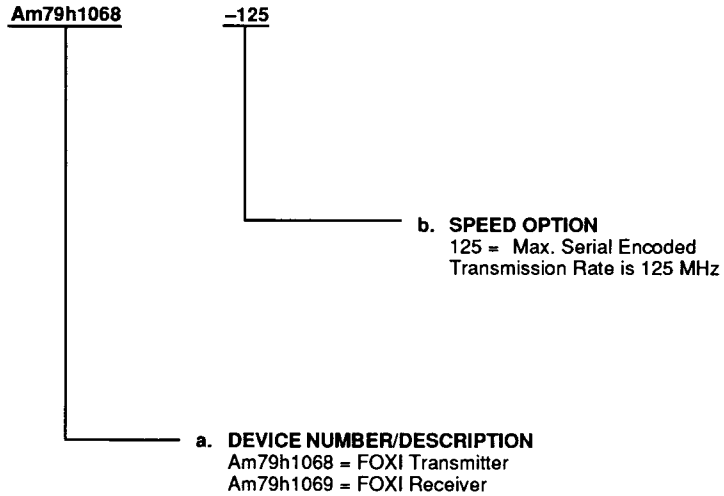 Am79h1068 –125
b. SPEED OPTION
125 = Max. Serial Encoded
Transmission Rate is 125 MHz
a. DEVICE NUMBER/DESCRIPTION
Am79h1068 = FOXI Transmitter
Am79h1069 = FOXI Receiver